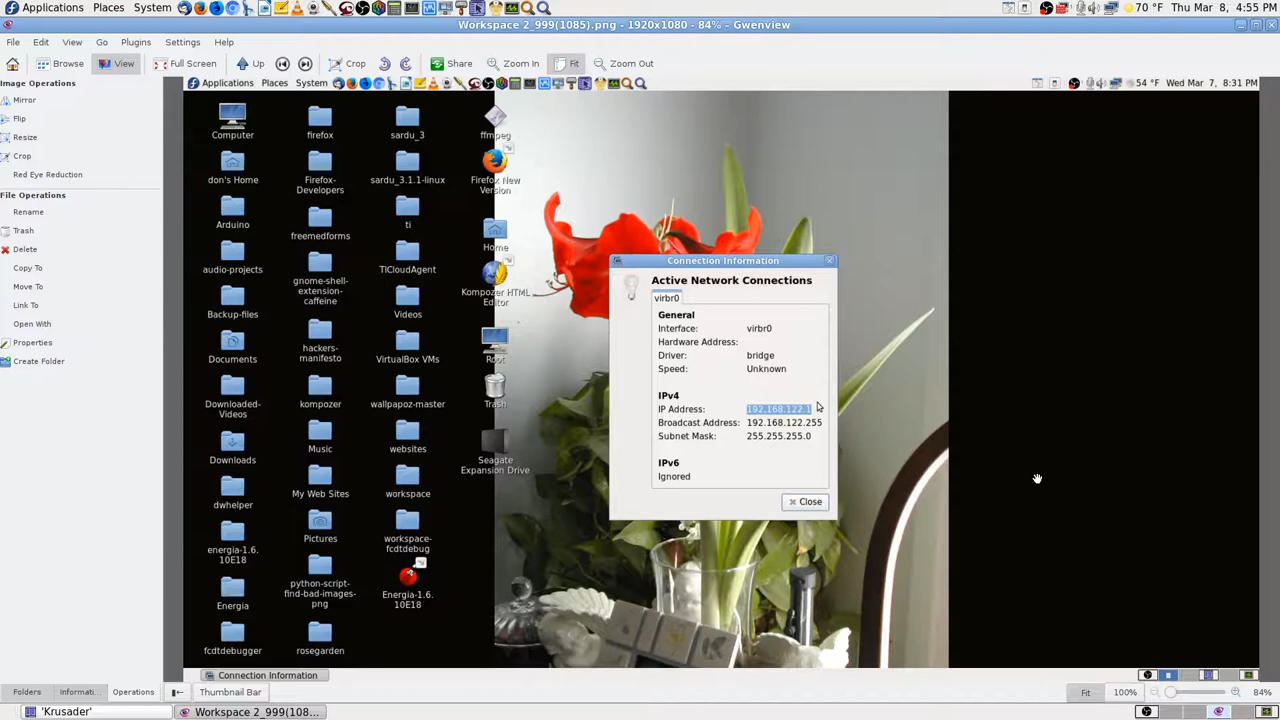 Applications Places System 70 °F Thu Mar 8, 4:55 PM
Workspace 2_999(1085).png - 1920x1080 - 84% – Gwenview
File Edit View Go Plugins Settings Help
Browse View Full Screen Up Crop Share Zoom In Fit Zoom Out
Image Operations
Mirror
Flip
Resize
Crop
Red Eye Reduction
File Operations
Rename
Trash
Delete
Copy To
Move To
Link To
Open With
Properties
Create Folder
Applications Places System 54 °F Wed Mar 7, 8:31 PM
Computer
firefox
sardu_3
ffmpeg
don's Home
Firefox-
Developers
sardu_3.1.1-linux
Firefox New
Version
Arduino
freemedforms
ti
Home
audio-projects
gnome-shell-
extension-
caffeine
TICloudAgent
Kompozer HTML
Editor
Backup-files
hackers-
manifesto
Videos
Root
Documents
kompozer
VirtualBox VMs
Trash
Downloaded-
Videos
Music
wallpapoz-master
Seagate
Expansion Drive
Downloads
My Web Sites
websites
dwhelper
Pictures
workspace
energia-1.6.
10E18
python-script-
find-bad-images-
png
workspace-
fcdtdebug
Energia
rosegarden
Energia-1.6.
10E18
fcdtdebugger
Connection Information
Active Network Connections
virbr0
General
Interface: virbr0
Hardware Address:
Driver: bridge
Speed: Unknown
IPv4
IP Address: 192.168.122.1
Broadcast Address: 192.168.122.255
Subnet Mask: 255.255.255.0
IPv6
Ignored
Close
Connection Information
Folders Informati... Operations Thumbnail Bar Fit 100% 84%
'Krusader' Workspace 2_999(108...